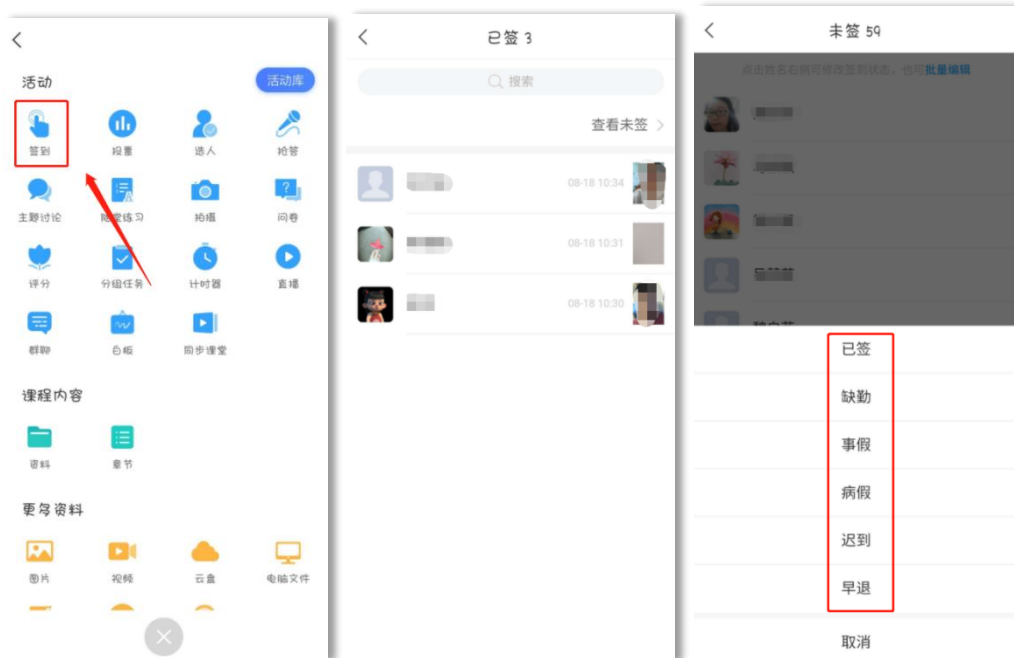 活动
活动库
签到 投票 选人 抢答
主题讨论 随堂练习 拍摄 问卷
评分 分组任务 计时器 直播
群聊 白板 同步课堂
课程内容
资料 章节
更多资料
图片 视频 云盘 电脑文件
已签 3
搜索
查看未签
08-18 10:34
08-18 10:31
08-18 10:30
未签 59
点击姓名右侧可修改签到状态，也可批量编辑
已签
缺勤
事假
病假
迟到
早退
取消